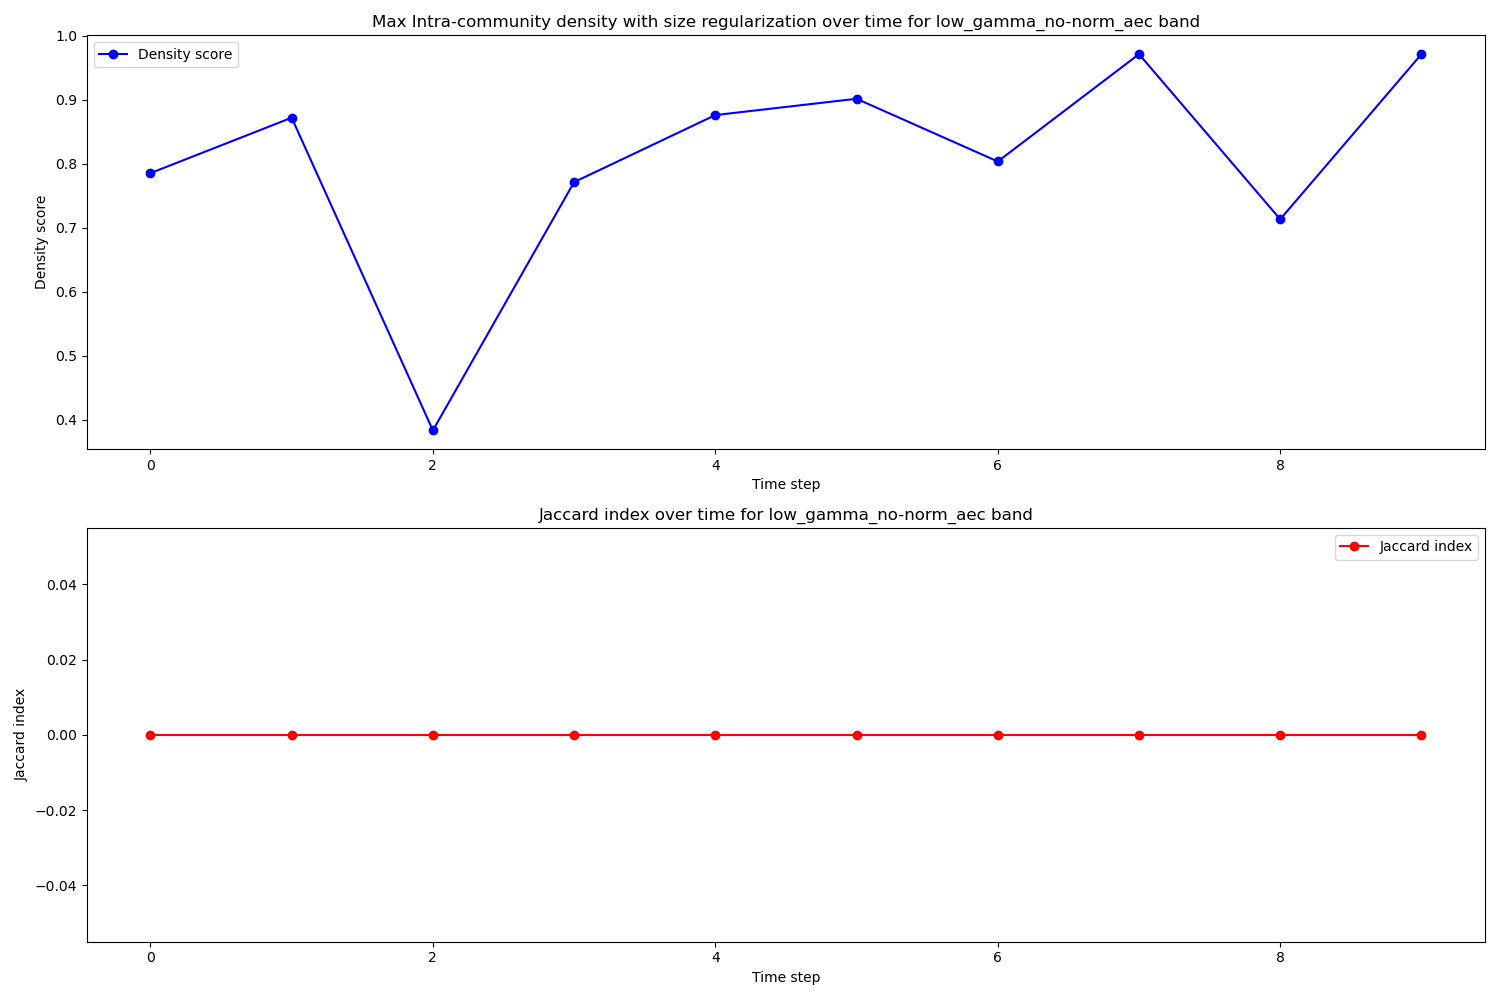 Max Intra-community density with size regularization over time for low_gamma_no-norm_aec band
Density score
1.0
0.9
0.8
0.7
0.6
0.5
0.4
Density score
0
2
4
6
8
Time step
Jaccard index over time for low_gamma_no-norm_aec band
Jaccard index
0.04
0.02
0.00
−0.02
−0.04
Jaccard index
0
2
4
6
8
Time step